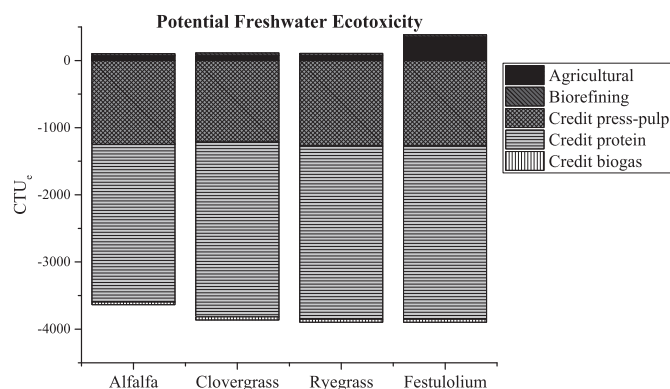 Potential Freshwater Ecotoxicity
0
-1000
-2000
-3000
-4000
CTUe
Alfalfa
Clovergrass
Ryegrass
Festulolium
Agricultural
Biorefining
Credit press-pulp
Credit protein
Credit biogas